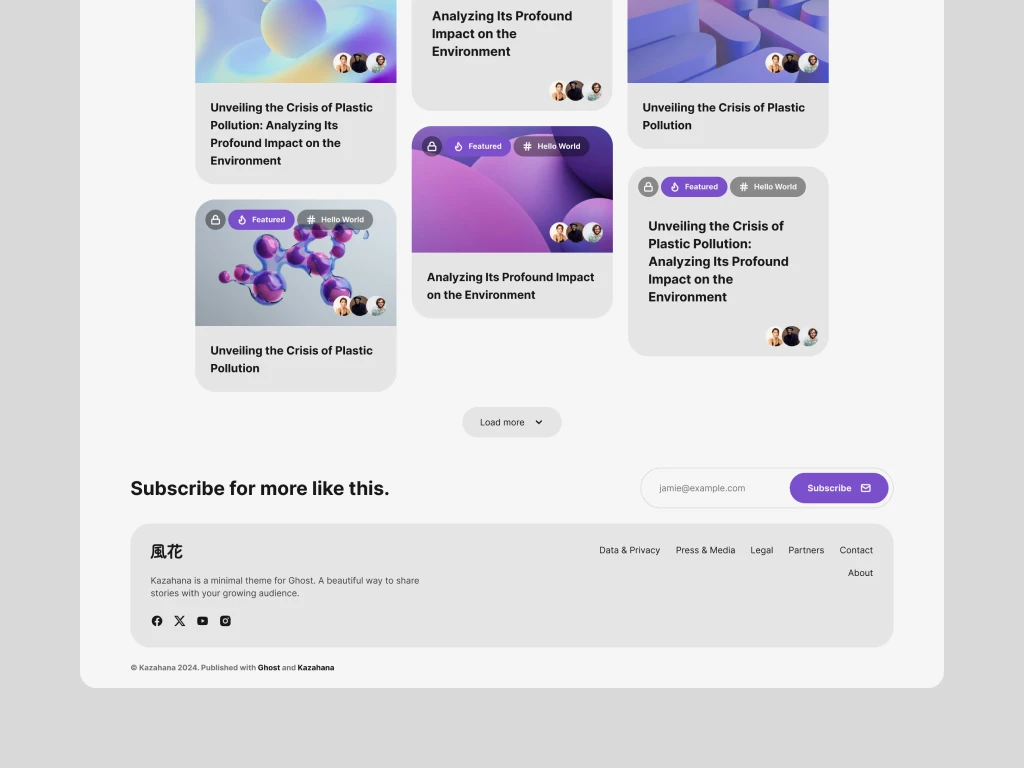 Analyzing Its Profound
Impact on the
Environment
Unveiling the Crisis of Plastic
Pollution: Analyzing Its
Profound Impact on the
Environment
Unveiling the Crisis of Plastic
Pollution
Featured
Hello World
Analyzing Its Profound Impact
on the Environment
Featured
Hello World
Unveiling the Crisis of
Plastic Pollution:
Analyzing Its Profound
Impact on the
Environment
Featured
Hello World
Unveiling the Crisis of Plastic
Pollution
Load more
Subscribe for more like this.
jamie@example.com
Subscribe
風花
Kazahana is a minimal theme for Ghost. A beautiful way to share
stories with your growing audience.
Data & Privacy
Press & Media
Legal
Partners
Contact
About
© Kazahana 2024. Published with Ghost and Kazahana